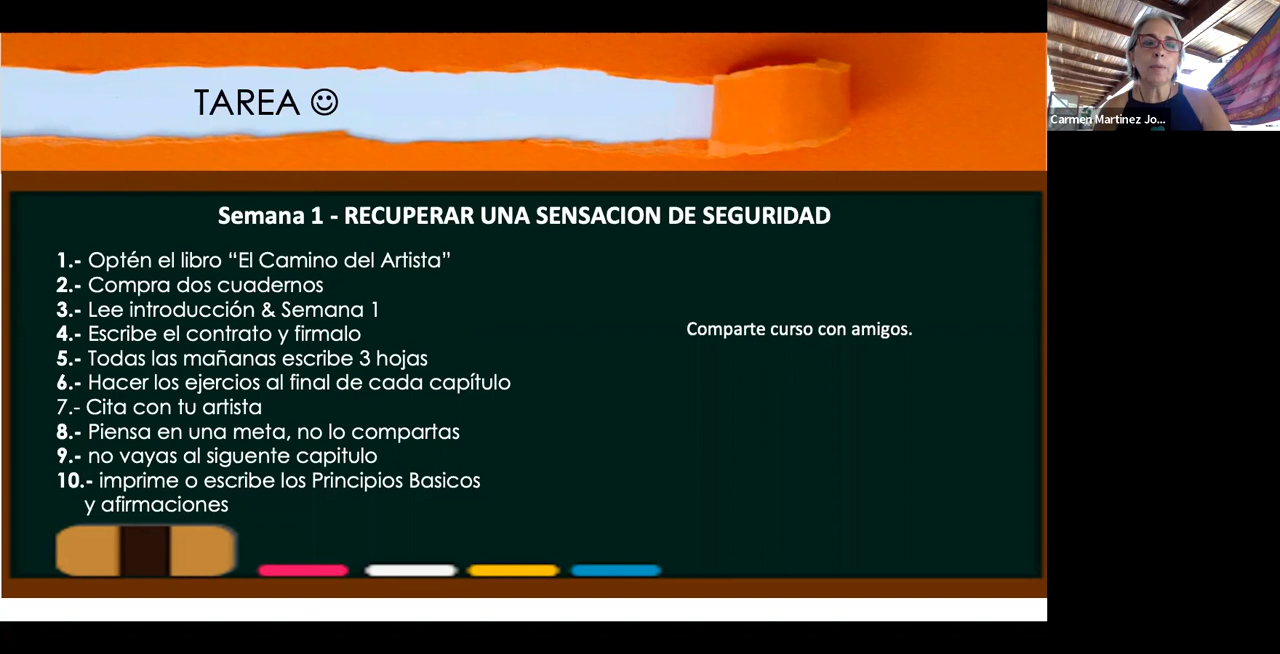 TAREA ☺
Semana 1 - RECUPERAR UNA SENSACION DE SEGURIDAD
1.- Optén el libro “El Camino del Artista”
2.- Compra dos cuadernos
3.- Lee introducción & Semana 1
4.- Escribe el contrato y firmalo
5.- Todas las mañanas escribe 3 hojas
6.- Hacer los ejercios al final de cada capítulo
7.- Cita con tu artista
8.- Piensa en una meta, no lo compartas
9.- no vayas al siguente capitulo
10.- imprime o escribe los Principios Basicos
y afirmaciones
Comparte curso con amigos.
Carmen Martínez Jo...